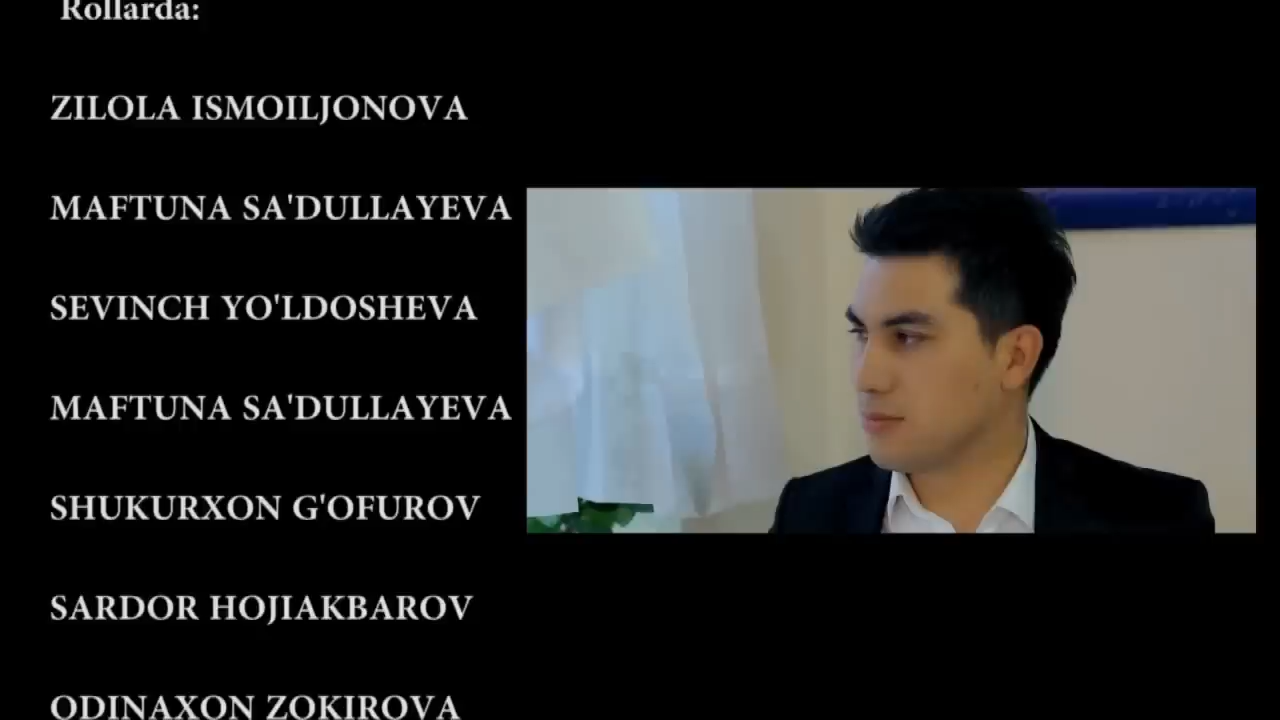 Rollarda:
ZILOLA ISMOILJONOVA
MAFTUNA SA'DULLAYEVA
SEVINCH YO'LDOSHEVA
MAFTUNA SA'DULLAYEVA
SHUKURXON G'OFUROV
SARDOR HOJIAKBAROV
ODINAXON ZOKIROVA